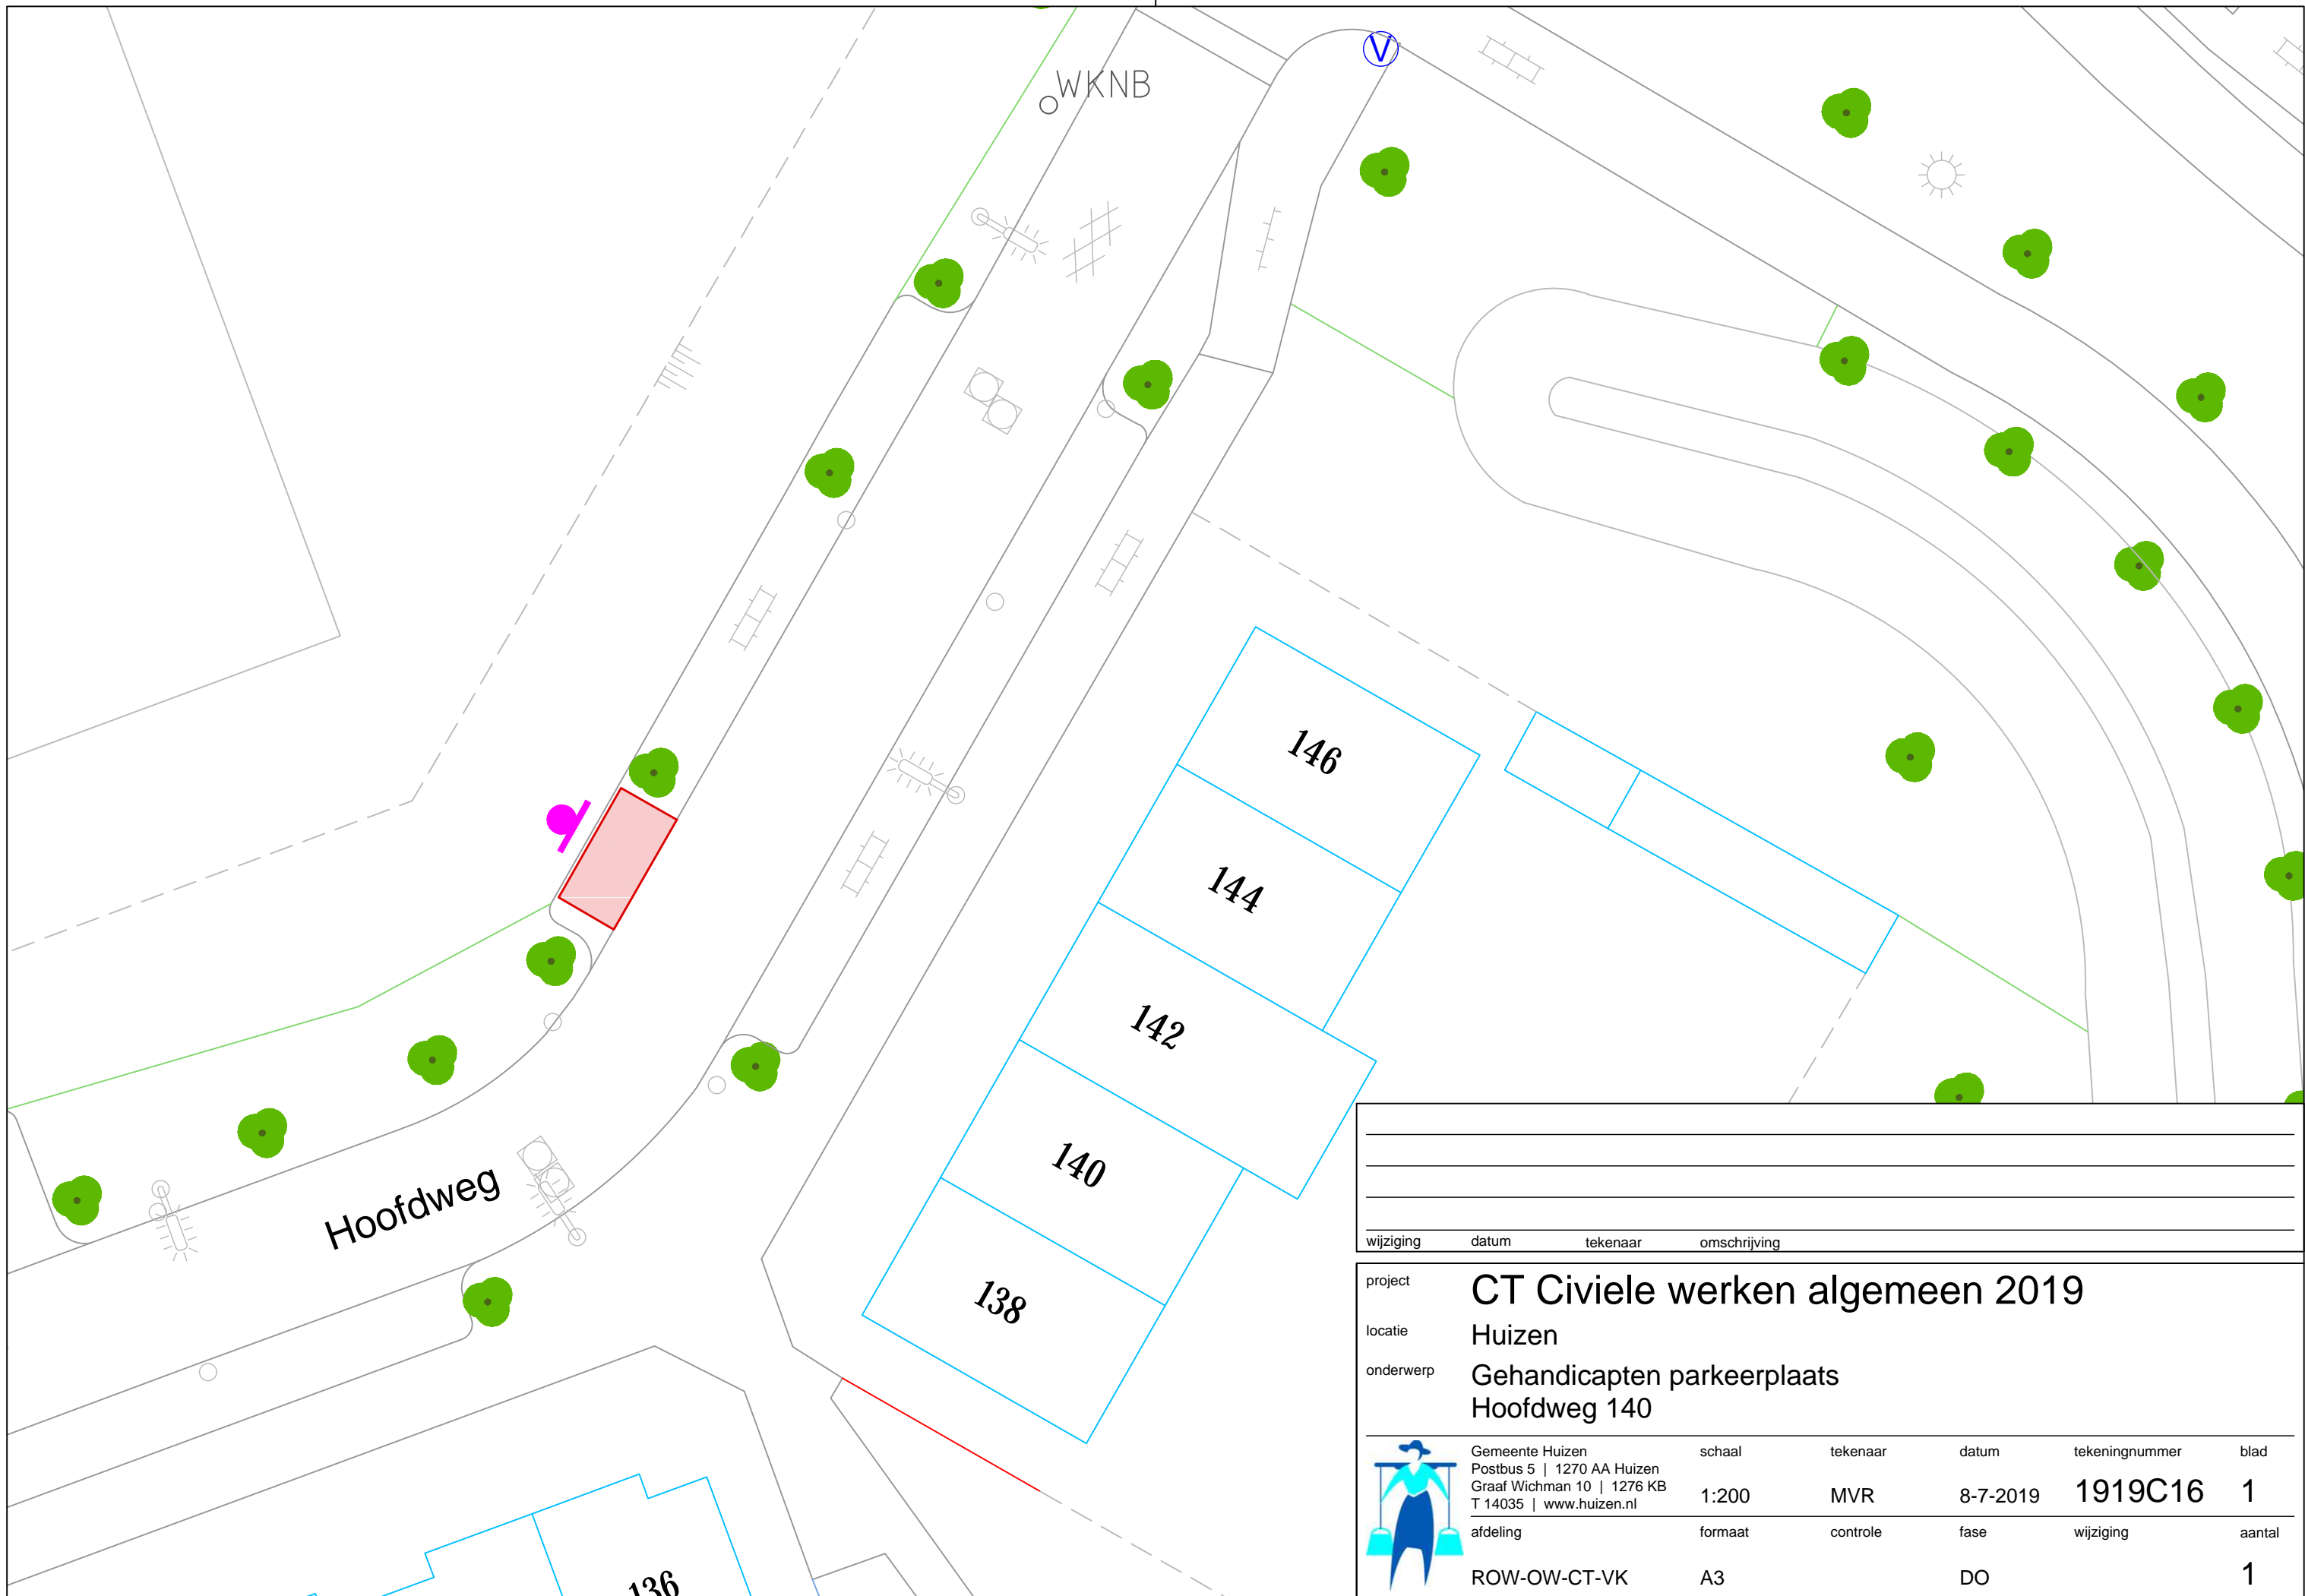 V
WKNB
146
144
142
140
138
136
Hoofdweg
wijziging datum tekenaar omschrijving
project CT Civiele werken algemeen 2019
locatie Huizen
onderwerp Gehandicapten parkeerplaats
Hoofdweg 140
Gemeente Huizen
Postbus 5 | 1270 AA Huizen
Graaf Wichman 10 | 1276 KB
T 14035 | www.huizen.nl
schaal tekenaar datum tekeningnummer blad
1:200 MVR 8-7-2019 1919C16 1
afdeling formaat controle fase wijziging aantal
ROW-OW-CT-VK A3 DO 1